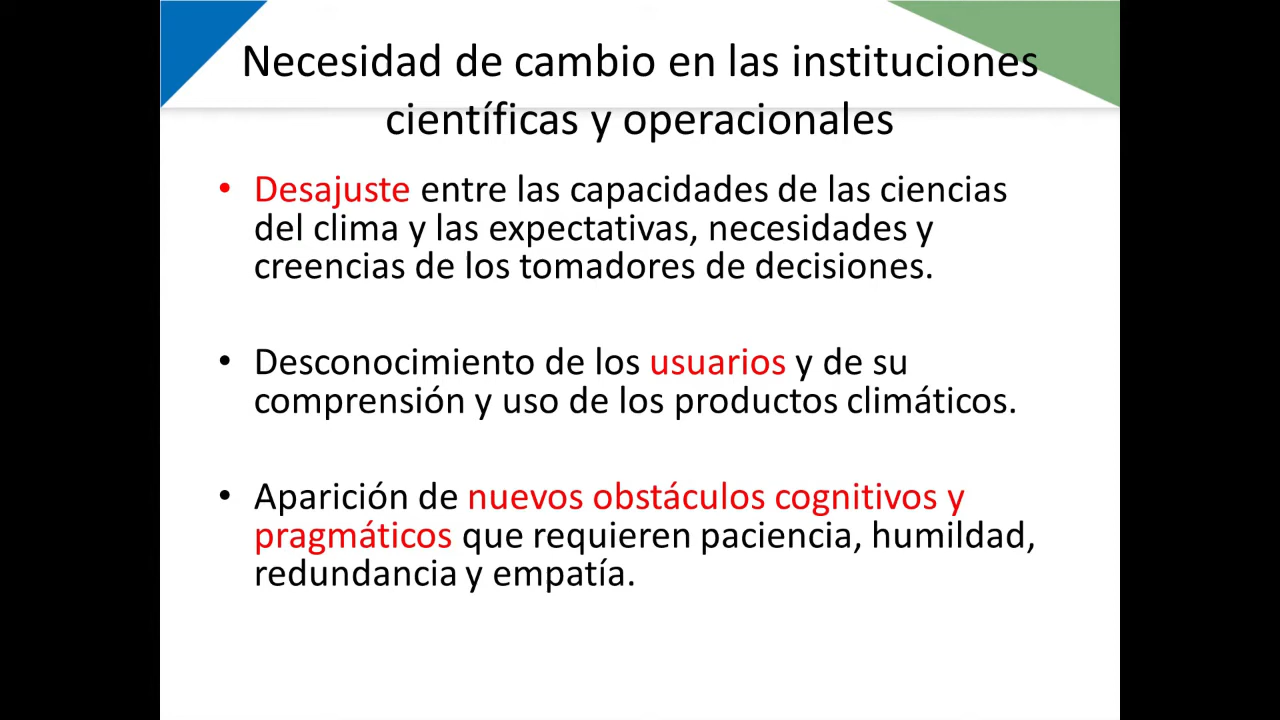 Necesidad de cambio en las instituciones
científicas y operacionales
• Desajuste entre las capacidades de las ciencias
del clima y las expectativas, necesidades y
creencias de los tomadores de decisiones.
• Desconocimiento de los usuarios y de su
comprensión y uso de los productos climáticos.
• Aparición de nuevos obstáculos cognitivos y
pragmáticos que requieren paciencia, humildad,
redundancia y empatía.